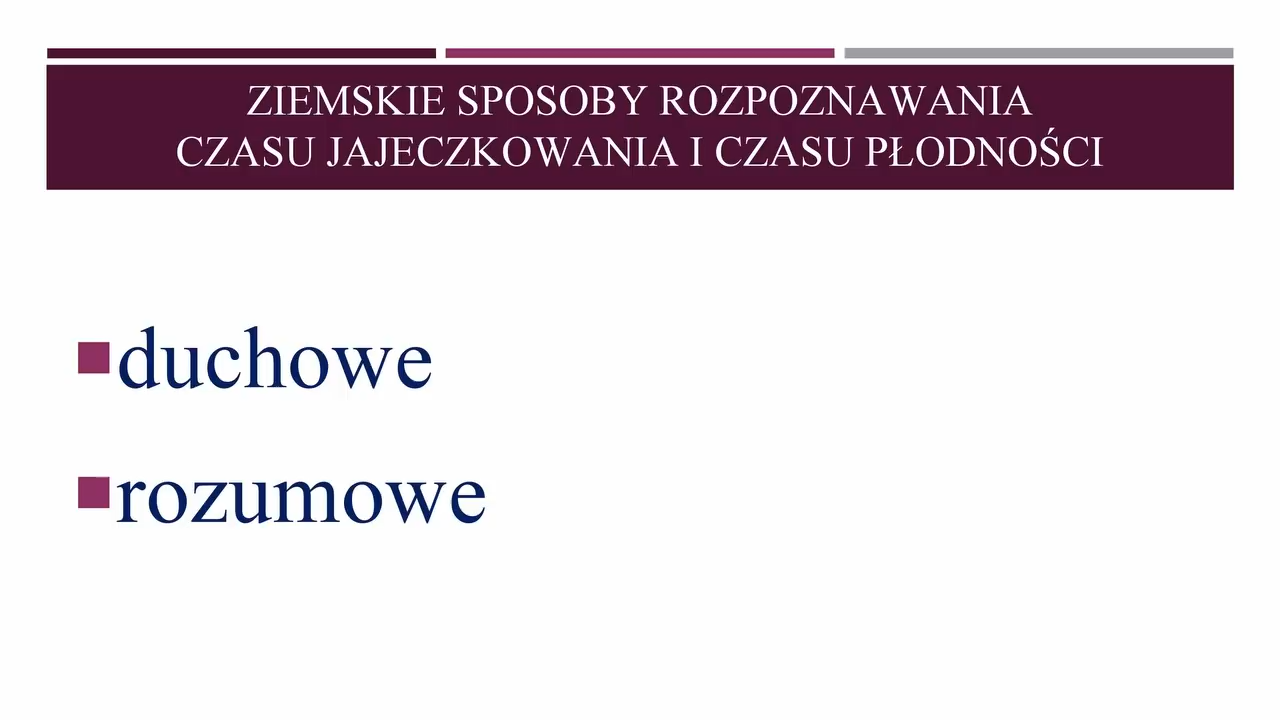 ZIEMSKIE SPOSOBY ROZPOZNAWANIA
CZASU JAJECZKOWANIA I CZASU PŁODNOŚCI
duchowe
rozumowe